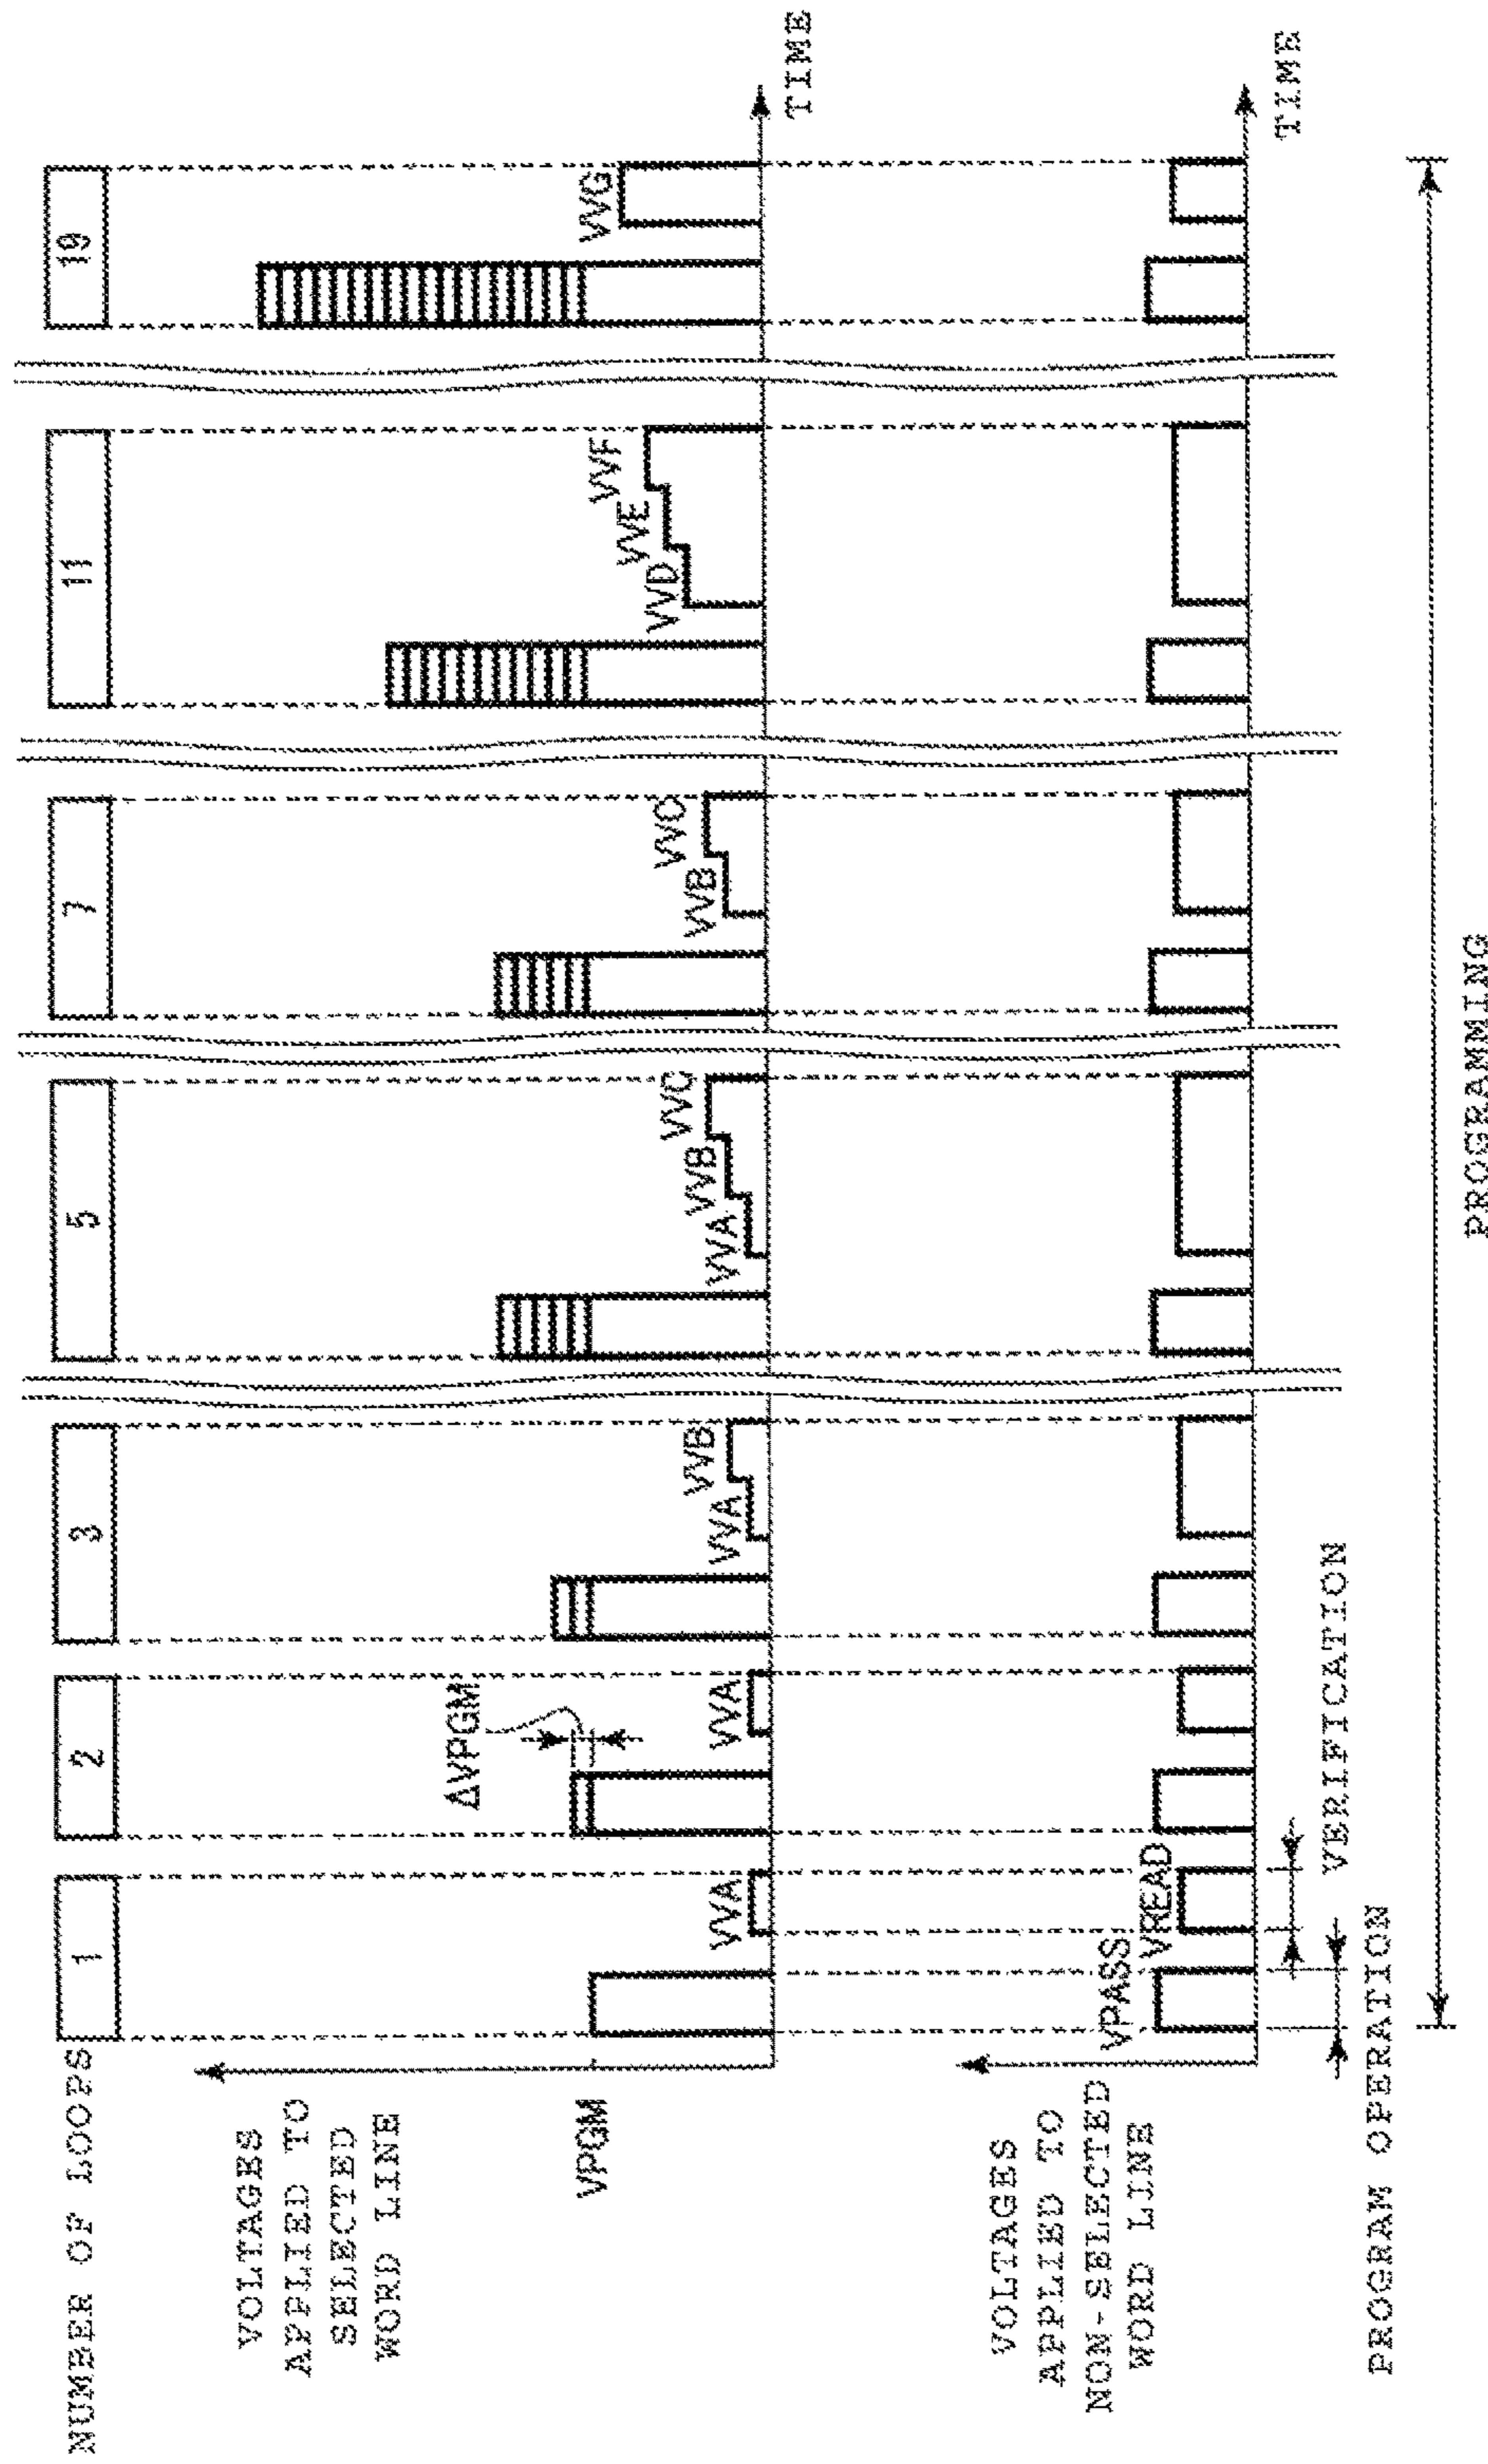 NUMBER OF LOOPS
1
2
3
5
7
11
19
VOLTAGES
APPLIED TO
SELECTED
WORD LINE
VPGM
ΔVPGM
VVA
VVA
VVA
VVB
VVA
VVB
VVC
VVB
VVC
VVD
VVE
VVF
VVG
TIME
VOLTAGES
APPLIED TO
NON-SELECTED
WORD LINE
VPASS
VREAD
TIME
VERIFICATION
PROGRAM OPERATION
PROGRAMMING